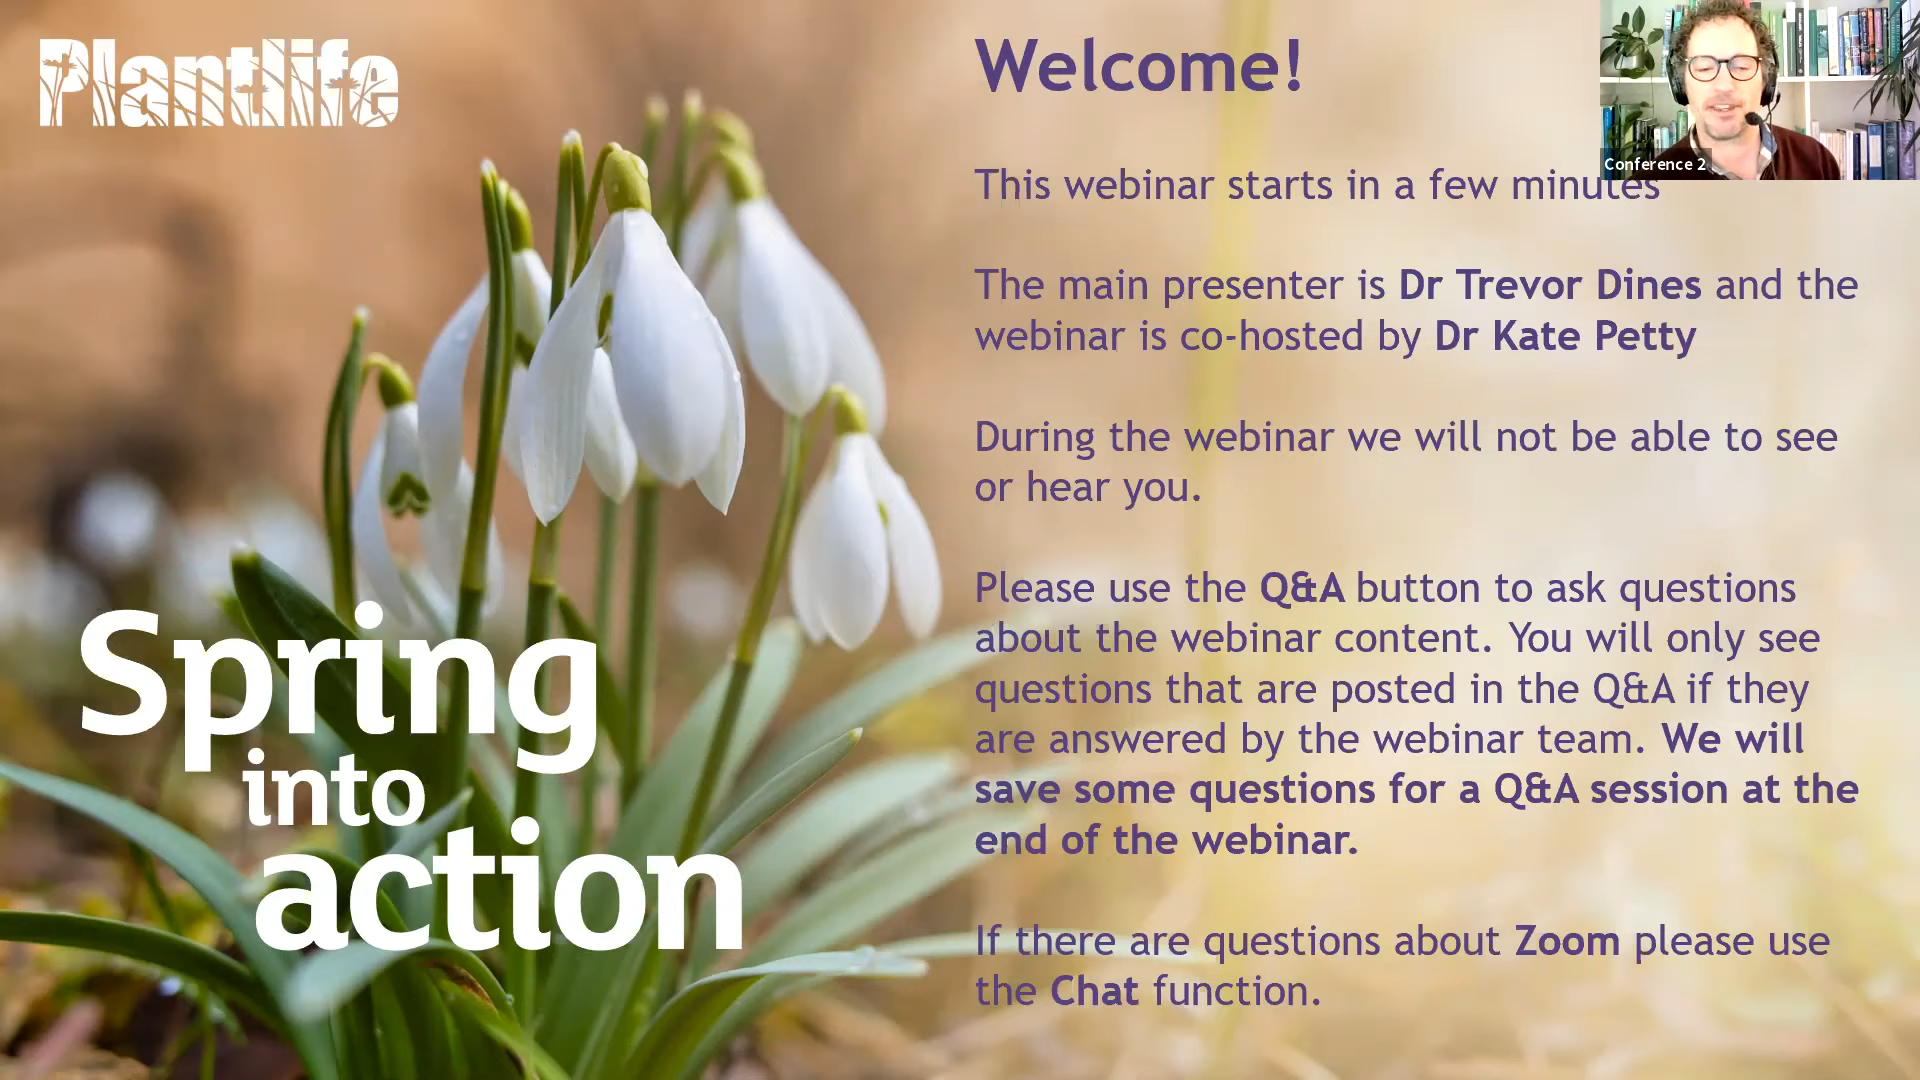 Plantlife
Spring
into
action
Welcome!
This webinar starts in a few minutes
The main presenter is Dr Trevor Dines and the
webinar is co-hosted by Dr Kate Petty
During the webinar we will not be able to see
or hear you.
Please use the Q&A button to ask questions
about the webinar content. You will only see
questions that are posted in the Q&A if they
are answered by the webinar team. We will
save some questions for a Q&A session at the
end of the webinar.
If there are questions about Zoom please use
the Chat function.
Conference 2